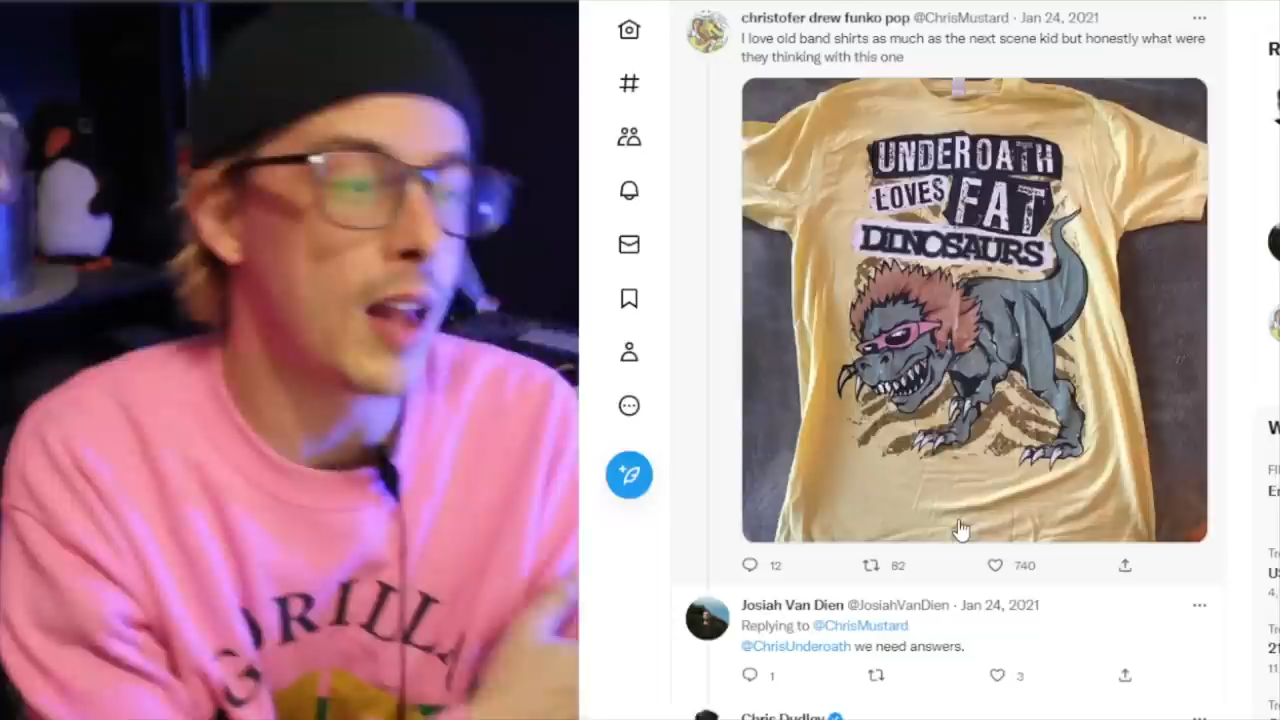 christofer drew funko pop @ChrisMustard · Jan 24, 2021
I love old band shirts as much as the next scene kid but honestly what were
they thinking with this one
UNDEROATH
LOVES FAT
DINOSAURS
12 82 740
Josiah Van Dien @JosiahVanDien · Jan 24, 2021
Replying to @ChrisMustard
@ChrisUnderoath we need answers.
1 3
Chris Dudley
GORILLA